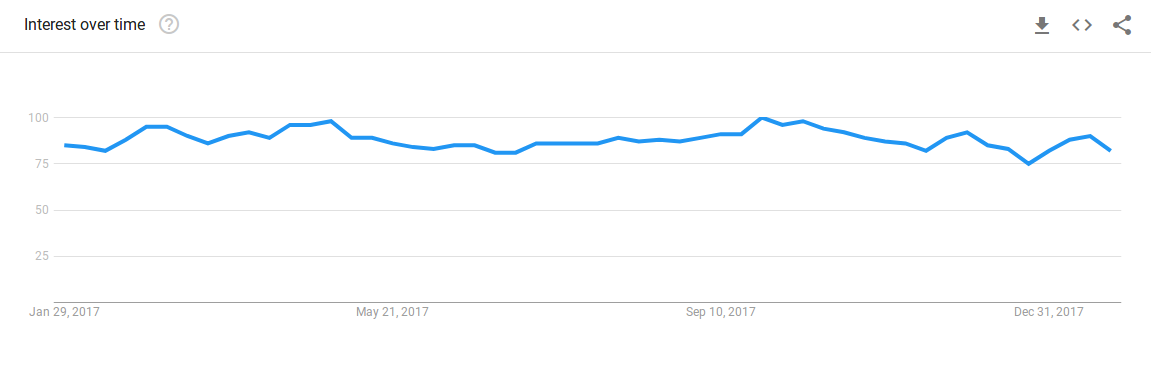 Interest over time
100
75
50
25
Jan 29, 2017
May 21, 2017
Sep 10, 2017
Dec 31, 2017